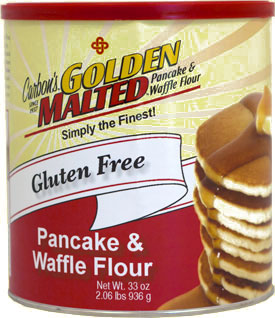 Carbon's GOLDEN
SINCE 1937 MALTED
Pancake &
Waffle Flour
Simply the Finest!
Gluten Free
Pancake &
Waffle Flour
Net Wt. 33 oz
2.06 lbs 936 g